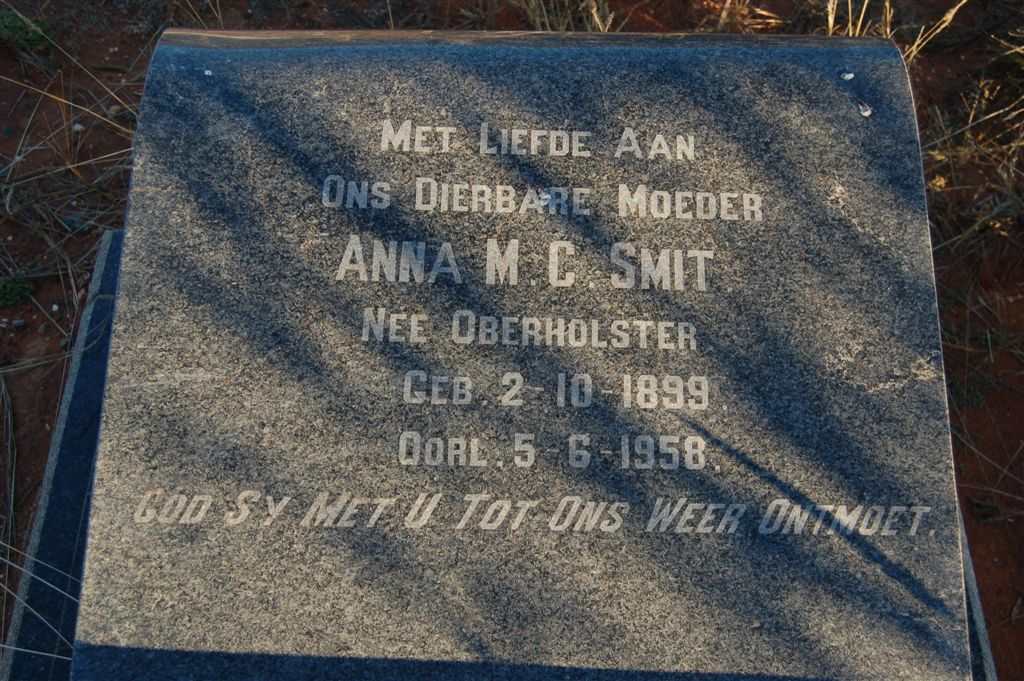 MET LIEFDE AAN
ONS DIERBARE MOEDER
ANNA M. C. SMIT
NEE OBERHOLSTER
GEB. 2-10-1899
OORL. 5-6-1958.
GOD SY MET U TOT ONS WEER ONTMOET.